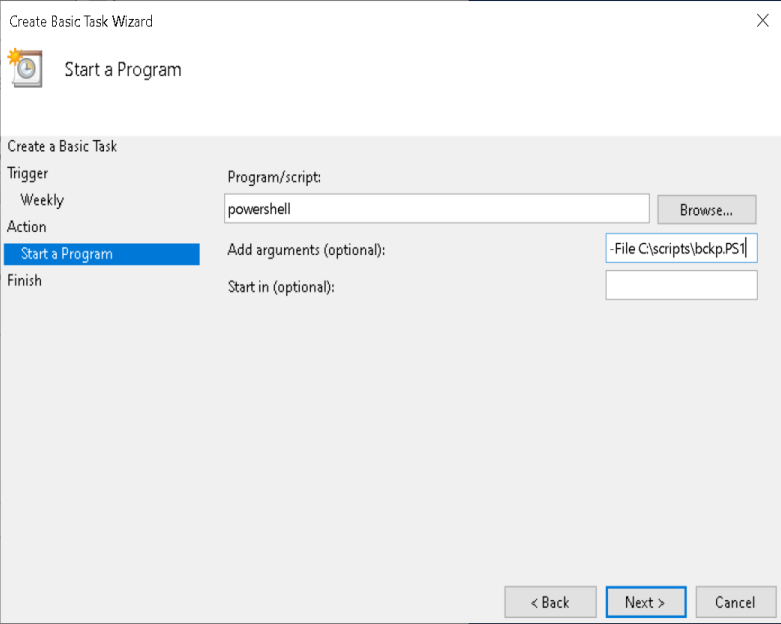 Create Basic Task Wizard
Start a Program
Create a Basic Task
Trigger
Weekly
Action
Start a Program
Finish
Program/script:
powershell
Browse...
Add arguments (optional):
-File C:\scripts\bckp.PS1
Start in (optional):
< Back
Next >
Cancel